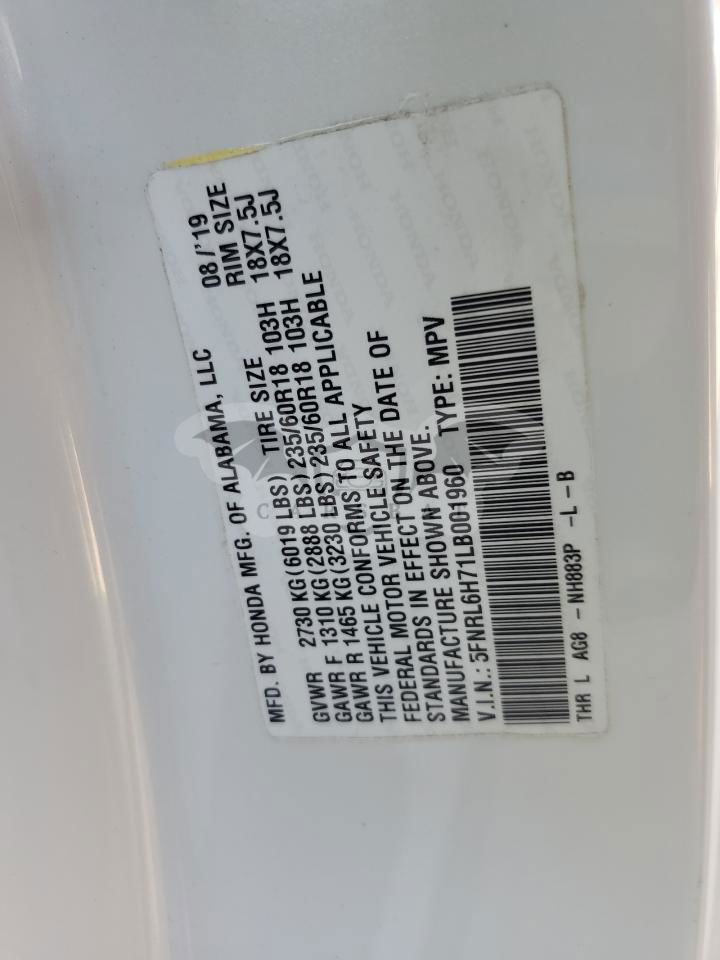 MFD. BY HONDA MFG. OF ALABAMA, LLC 08/'19
GVWR 2730 KG(6019 LBS) TIRE SIZE RIM SIZE
GAWR F 1310 KG(2888 LBS)235/60R18 103H 18X7.5J
GAWR R 1465 KG(3230 LBS)235/60R18 103H 18X7.5J
THIS VEHICLE CONFORMS TO ALL APPLICABLE
FEDERAL MOTOR VEHICLE SAFETY
STANDARDS IN EFFECT ON THE DATE OF
MANUFACTURE SHOWN ABOVE.
V.I.N.: 5FNRL6H71LB001960 TYPE: MPV
THR L AG8 - NH883P -L -B